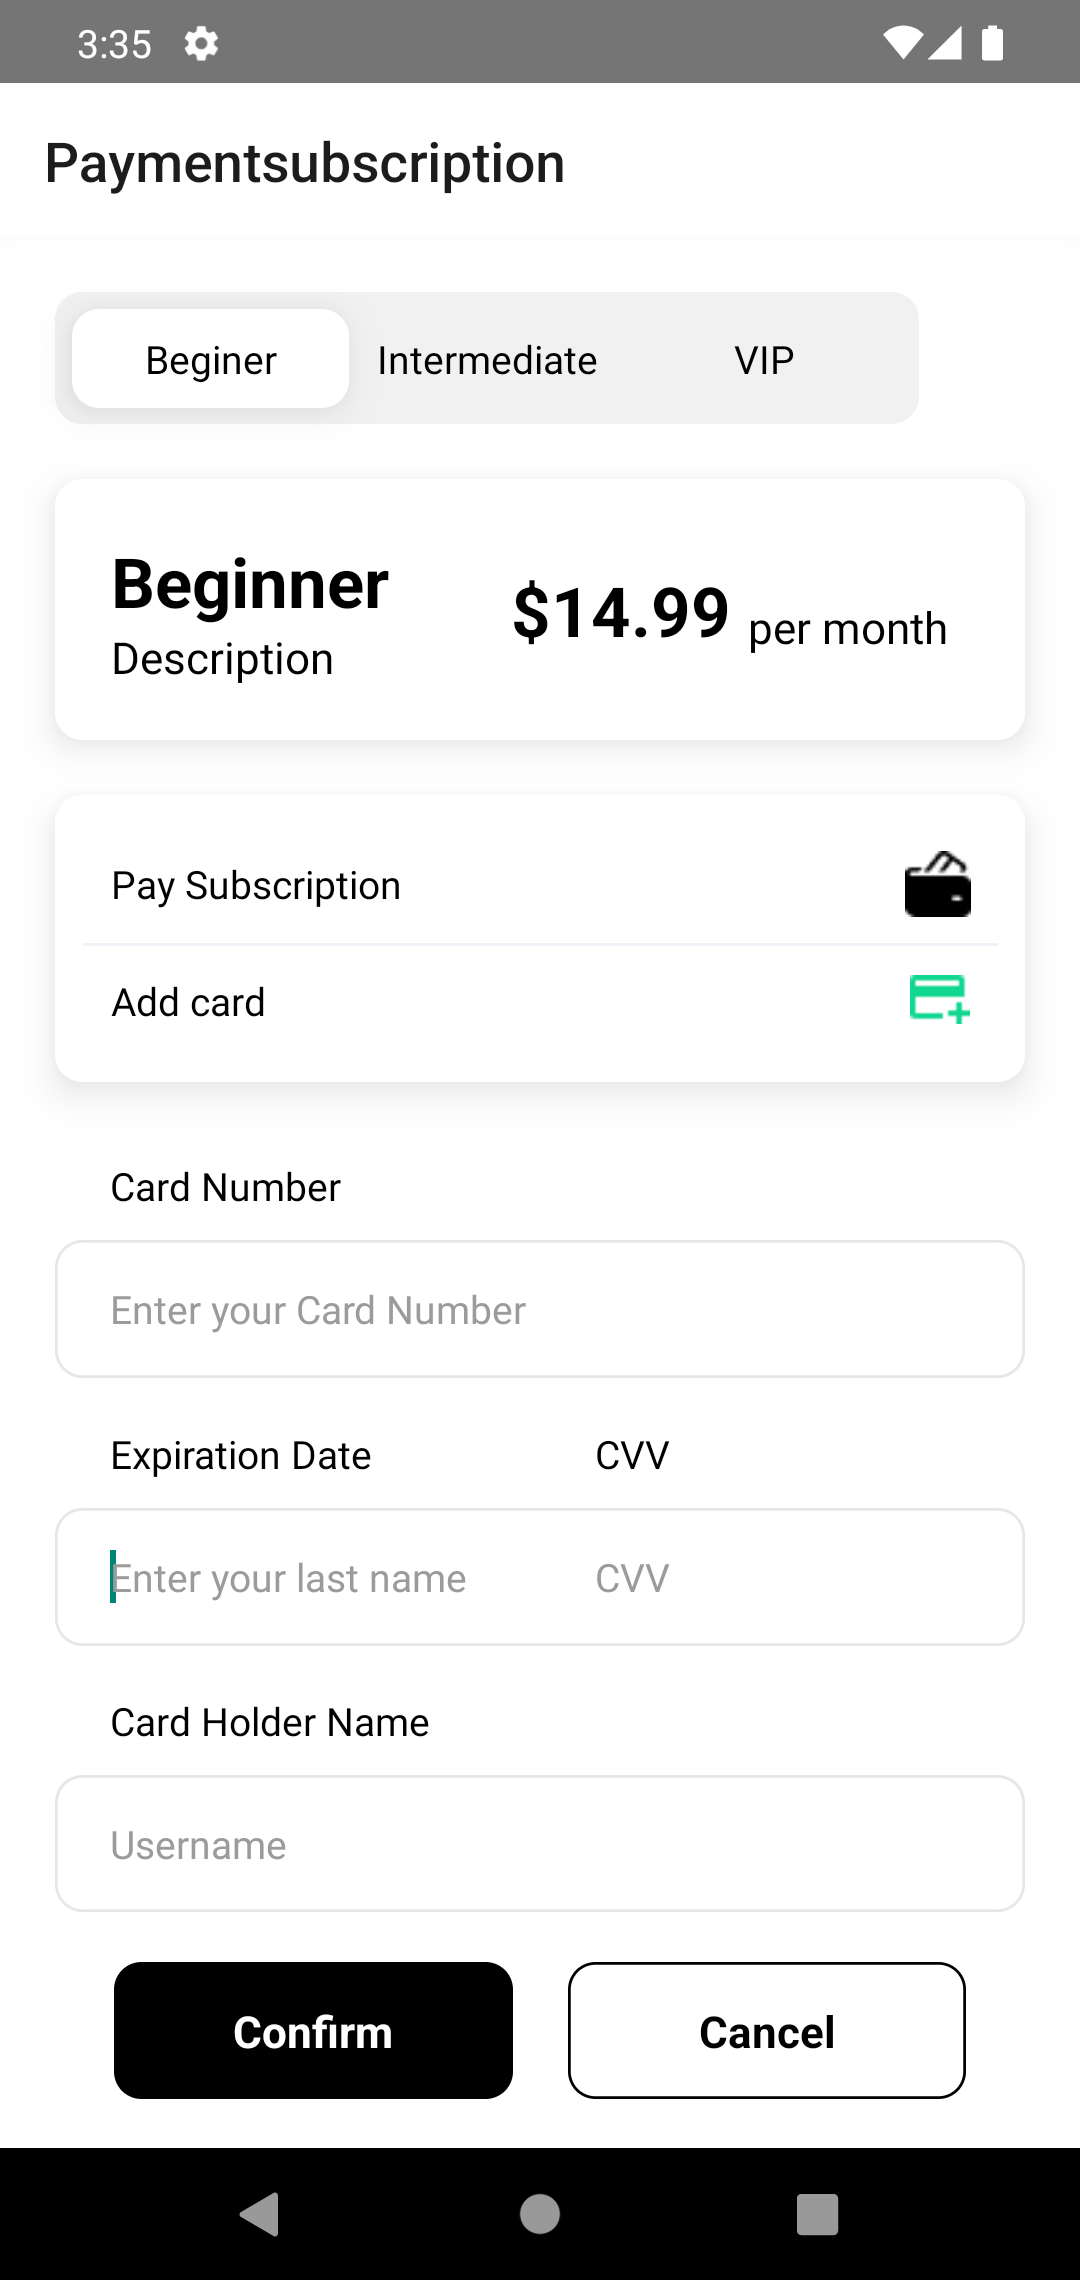 3:35
Paymentsubscription
Beginer Intermediate VIP
Beginner
Description
$14.99 per month
Pay Subscription
Add card
Card Number
Enter your Card Number
Expiration Date CVV
Enter your last name CVV
Card Holder Name
Username
Confirm Cancel